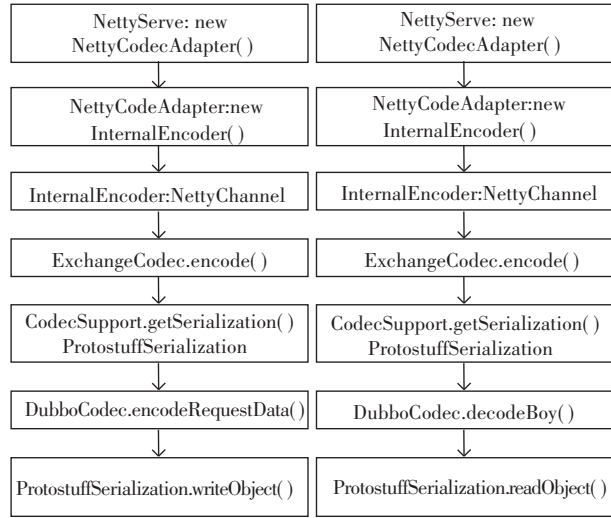 NettyServe: new
NettyCodecAdapter( )
NettyCodeAdapter:new
InternalEncoder( )
InternalEncoder:NettyChannel
ExchangeCodec.encode( )
CodecSupport.getSerialization( )
ProtostuffSerialization
DubboCodec.encodeRequestData()
ProtostuffSerialization.writeObject( )
NettyServe: new
NettyCodecAdapter( )
NettyCodeAdapter:new
InternalEncoder( )
InternalEncoder:NettyChannel
ExchangeCodec.encode( )
CodecSupport.getSerialization( )
ProtostuffSerialization
DubboCodec.decodeBoy( )
ProtostuffSerialization.readObject( )